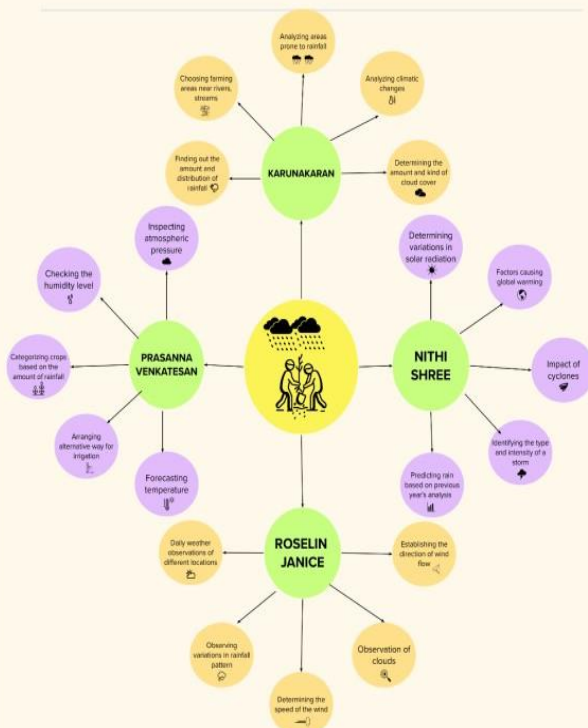 Analyzing areas
prone to rainfall
Choosing farming
areas near rivers,
streams
Analyzing climatic
changes
Finding out the
amount and
distribution of
rainfall
KARUNAKARAN
Determining the
amount and kind of
cloud cover
Inspecting
atmospheric
pressure
Checking the
humidity level
Categorizing crops
based on the
amount of rainfall
Arranging
alternative way for
irrigation
Forecasting
temperature
PRASANNA
VENKATESAN
Determining
variations in
solar radiation
Factors causing
global warming
NITHI
SHREE
Impact of
cyclones
Identifying the type
and intensity of a
storm
Predicting rain
based on previous
year's analysis
ROSELIN
JANICE
Daily weather
observations of
different locations
Establishing the
direction of wind
flow
Observing
variations in rainfall
pattern
Observation of
clouds
Determining the
speed of the wind